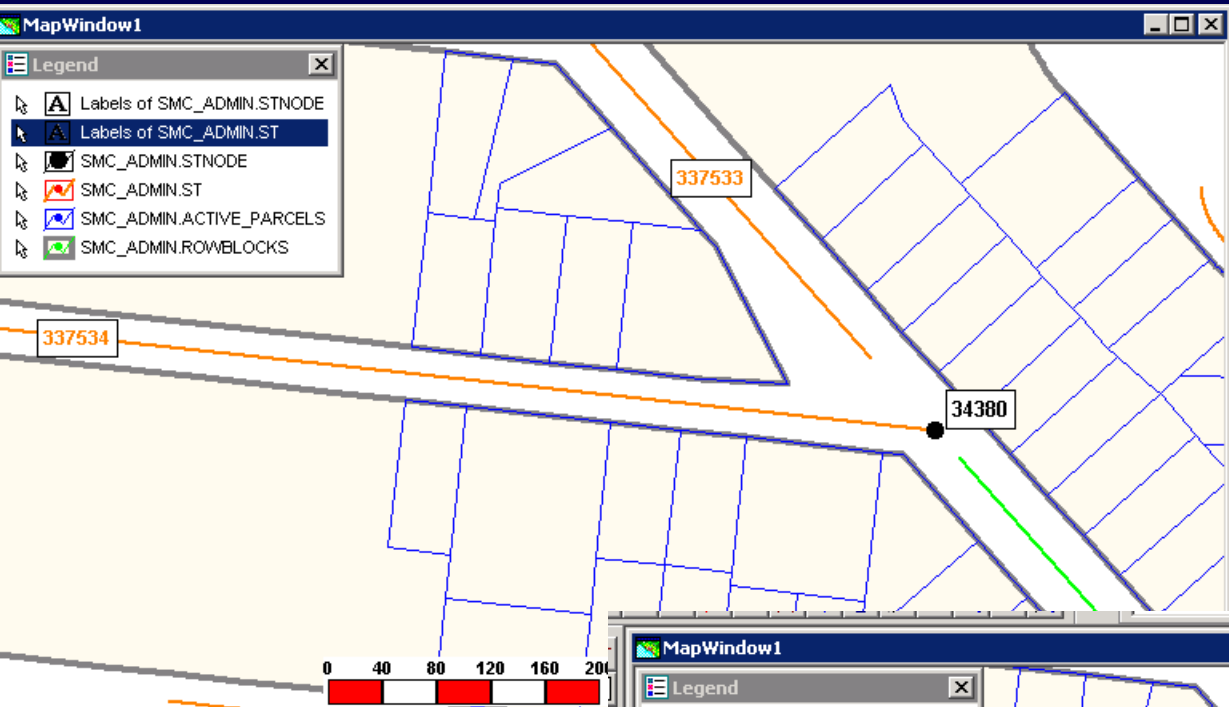 MapWindow1
Legend
A Labels of SMC_ADMIN.STNODE
A Labels of SMC_ADMIN.ST
SMC_ADMIN.STNODE
SMC_ADMIN.ST
SMC_ADMIN.ACTIVE_PARCELS
SMC_ADMIN.ROWBLOCKS
337533
337534
34380
0 40 80 120 160 200
MapWindow1
Legend